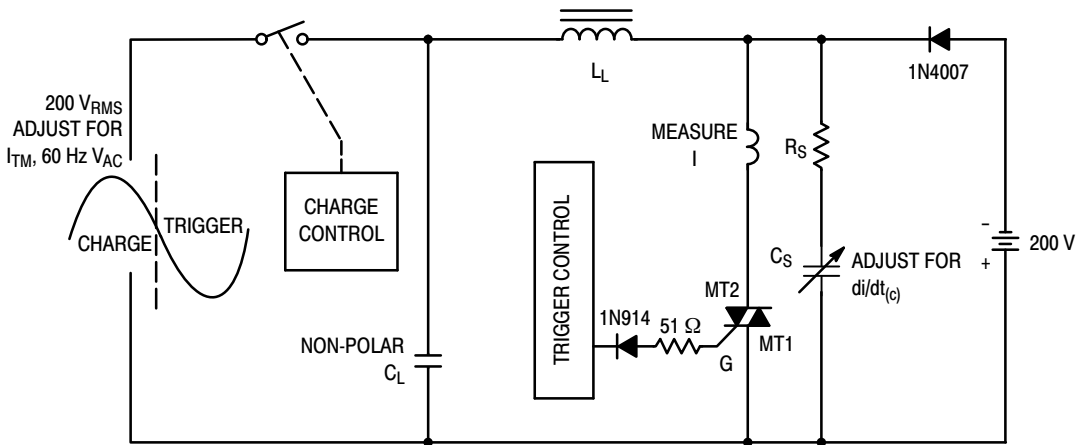 200 VRMS
ADJUST FOR
ITM, 60 Hz VAC
CHARGE
TRIGGER
CHARGE
CONTROL
NON-POLAR
CL
LL
TRIGGER CONTROL
MEASURE
I
1N914
51 Ω
G
MT2
MT1
RS
CS
ADJUST FOR
di/dt(c)
1N4007
-
+
200 V